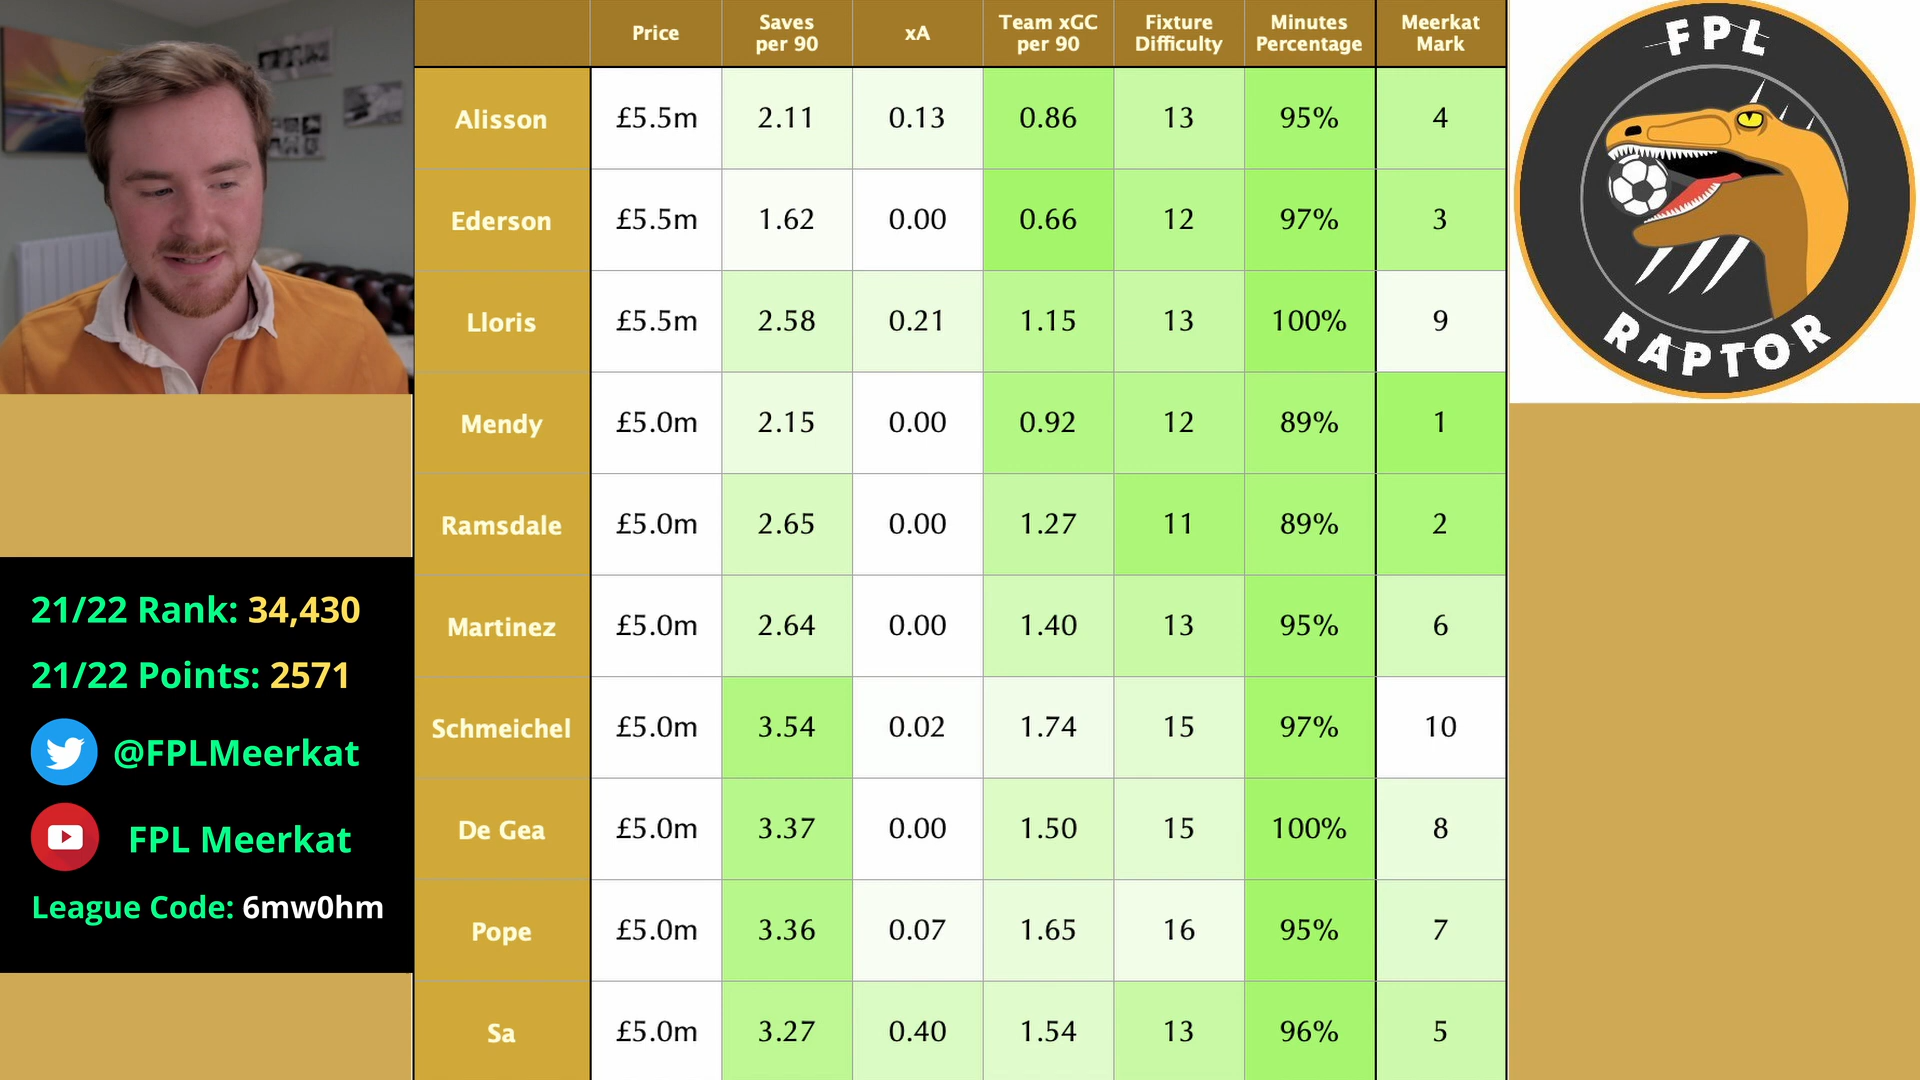 Price Saves per 90 xA Team xGC per 90 Fixture Difficulty Minutes Percentage Meerkat Mark
Alisson £5.5m 2.11 0.13 0.86 13 95% 4
Ederson £5.5m 1.62 0.00 0.66 12 97% 3
Lloris £5.5m 2.58 0.21 1.15 13 100% 9
Mendy £5.0m 2.15 0.00 0.92 12 89% 1
Ramsdale £5.0m 2.65 0.00 1.27 11 89% 2
Martinez £5.0m 2.64 0.00 1.40 13 95% 6
Schmeichel £5.0m 3.54 0.02 1.74 15 97% 10
De Gea £5.0m 3.37 0.00 1.50 15 100% 8
Pope £5.0m 3.36 0.07 1.65 16 95% 7
Sa £5.0m 3.27 0.40 1.54 13 96% 5
FPL
RAPTOR
21/22 Rank: 34,430
21/22 Points: 2571
@FPLMeerkat
FPL Meerkat
League Code: 6mw0hm